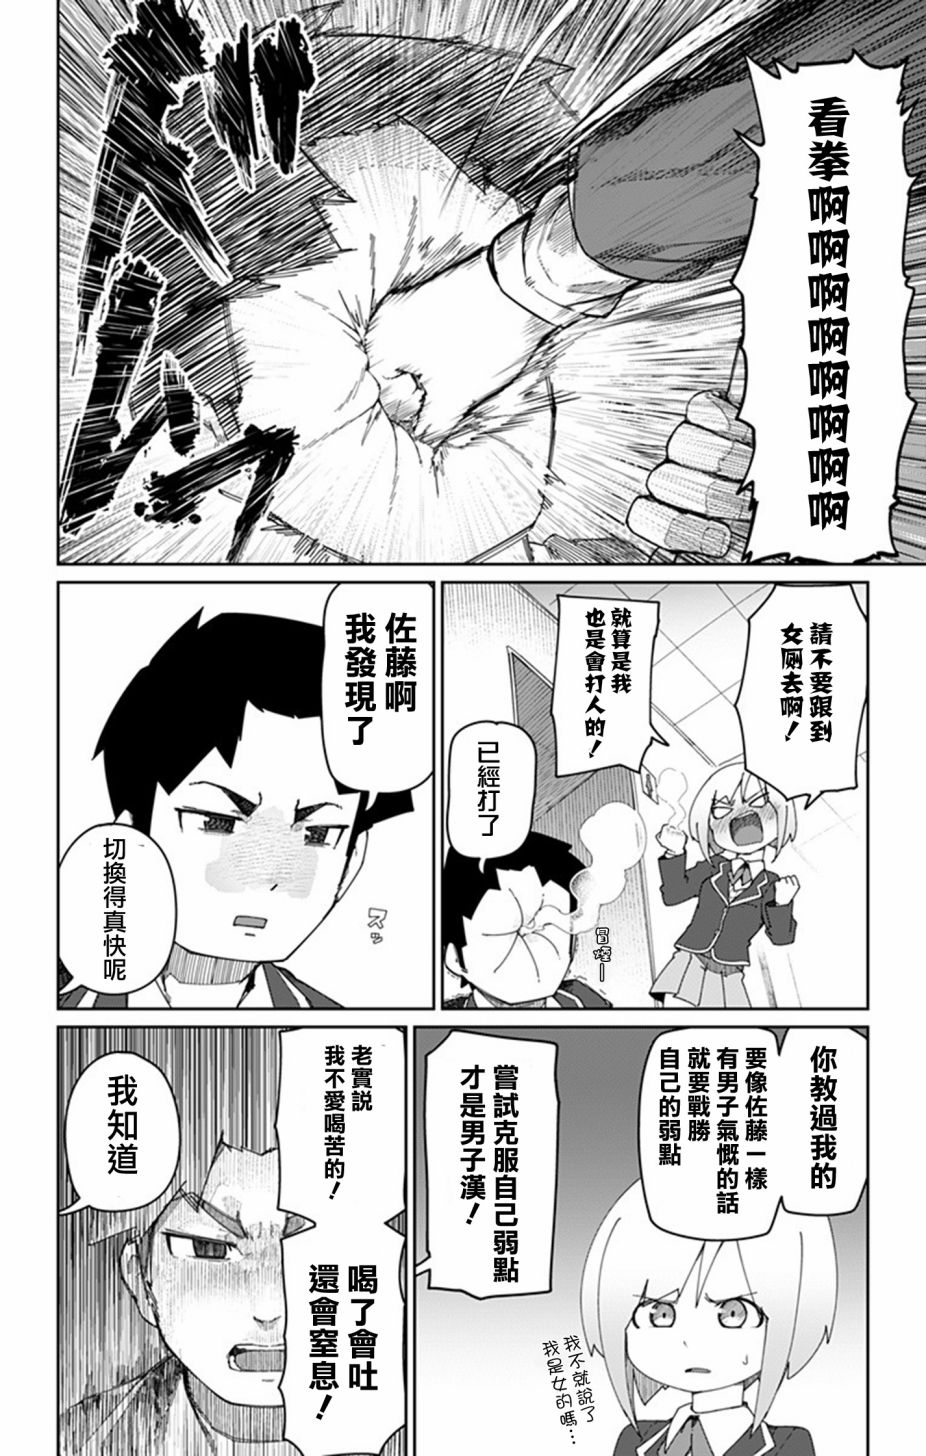 看拳啊啊啊啊啊啊啊啊
請不要跟到
女廁去啊！
就算是我
也是會打人的！
已經打了
冒煙ー
佐藤啊
我發現了
切換得真快呢
スッ
你教過我的
要像佐藤一樣
有男子氣慨的話
就要戰勝
自己的弱點
嘗試克服自己弱點
才是男子漢！
我不就說了
我是女的嗎…
老實說
我不愛喝苦的！
喝了會吐
還會窒息！
我知道